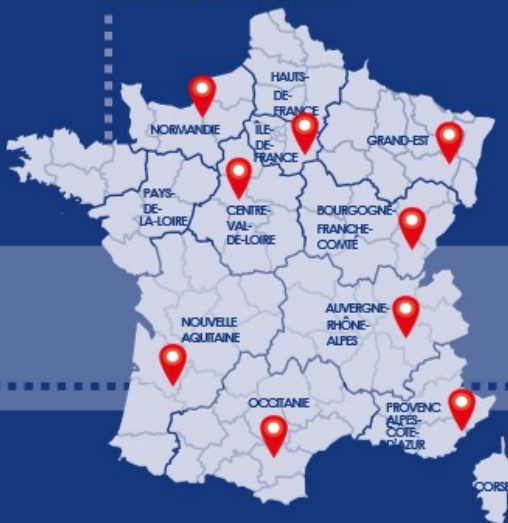 HAUTS-
DE-
FRANCE
NORMANDIE
ÎLE-
DE-
FRANCE
GRAND-EST
PAYS-
DE-
LA-LOIRE
CENTRE-
VAL-
DE-LOIRE
BOURGOGNE-
FRANCHE-
COMTÉ
NOUVELLE
AQUITAINE
AUVERGNE-
RHÔNE-
ALPES
OCCITANIE
PROVENC
ALPES-
CÔTE-
D'AZUR
CORSE